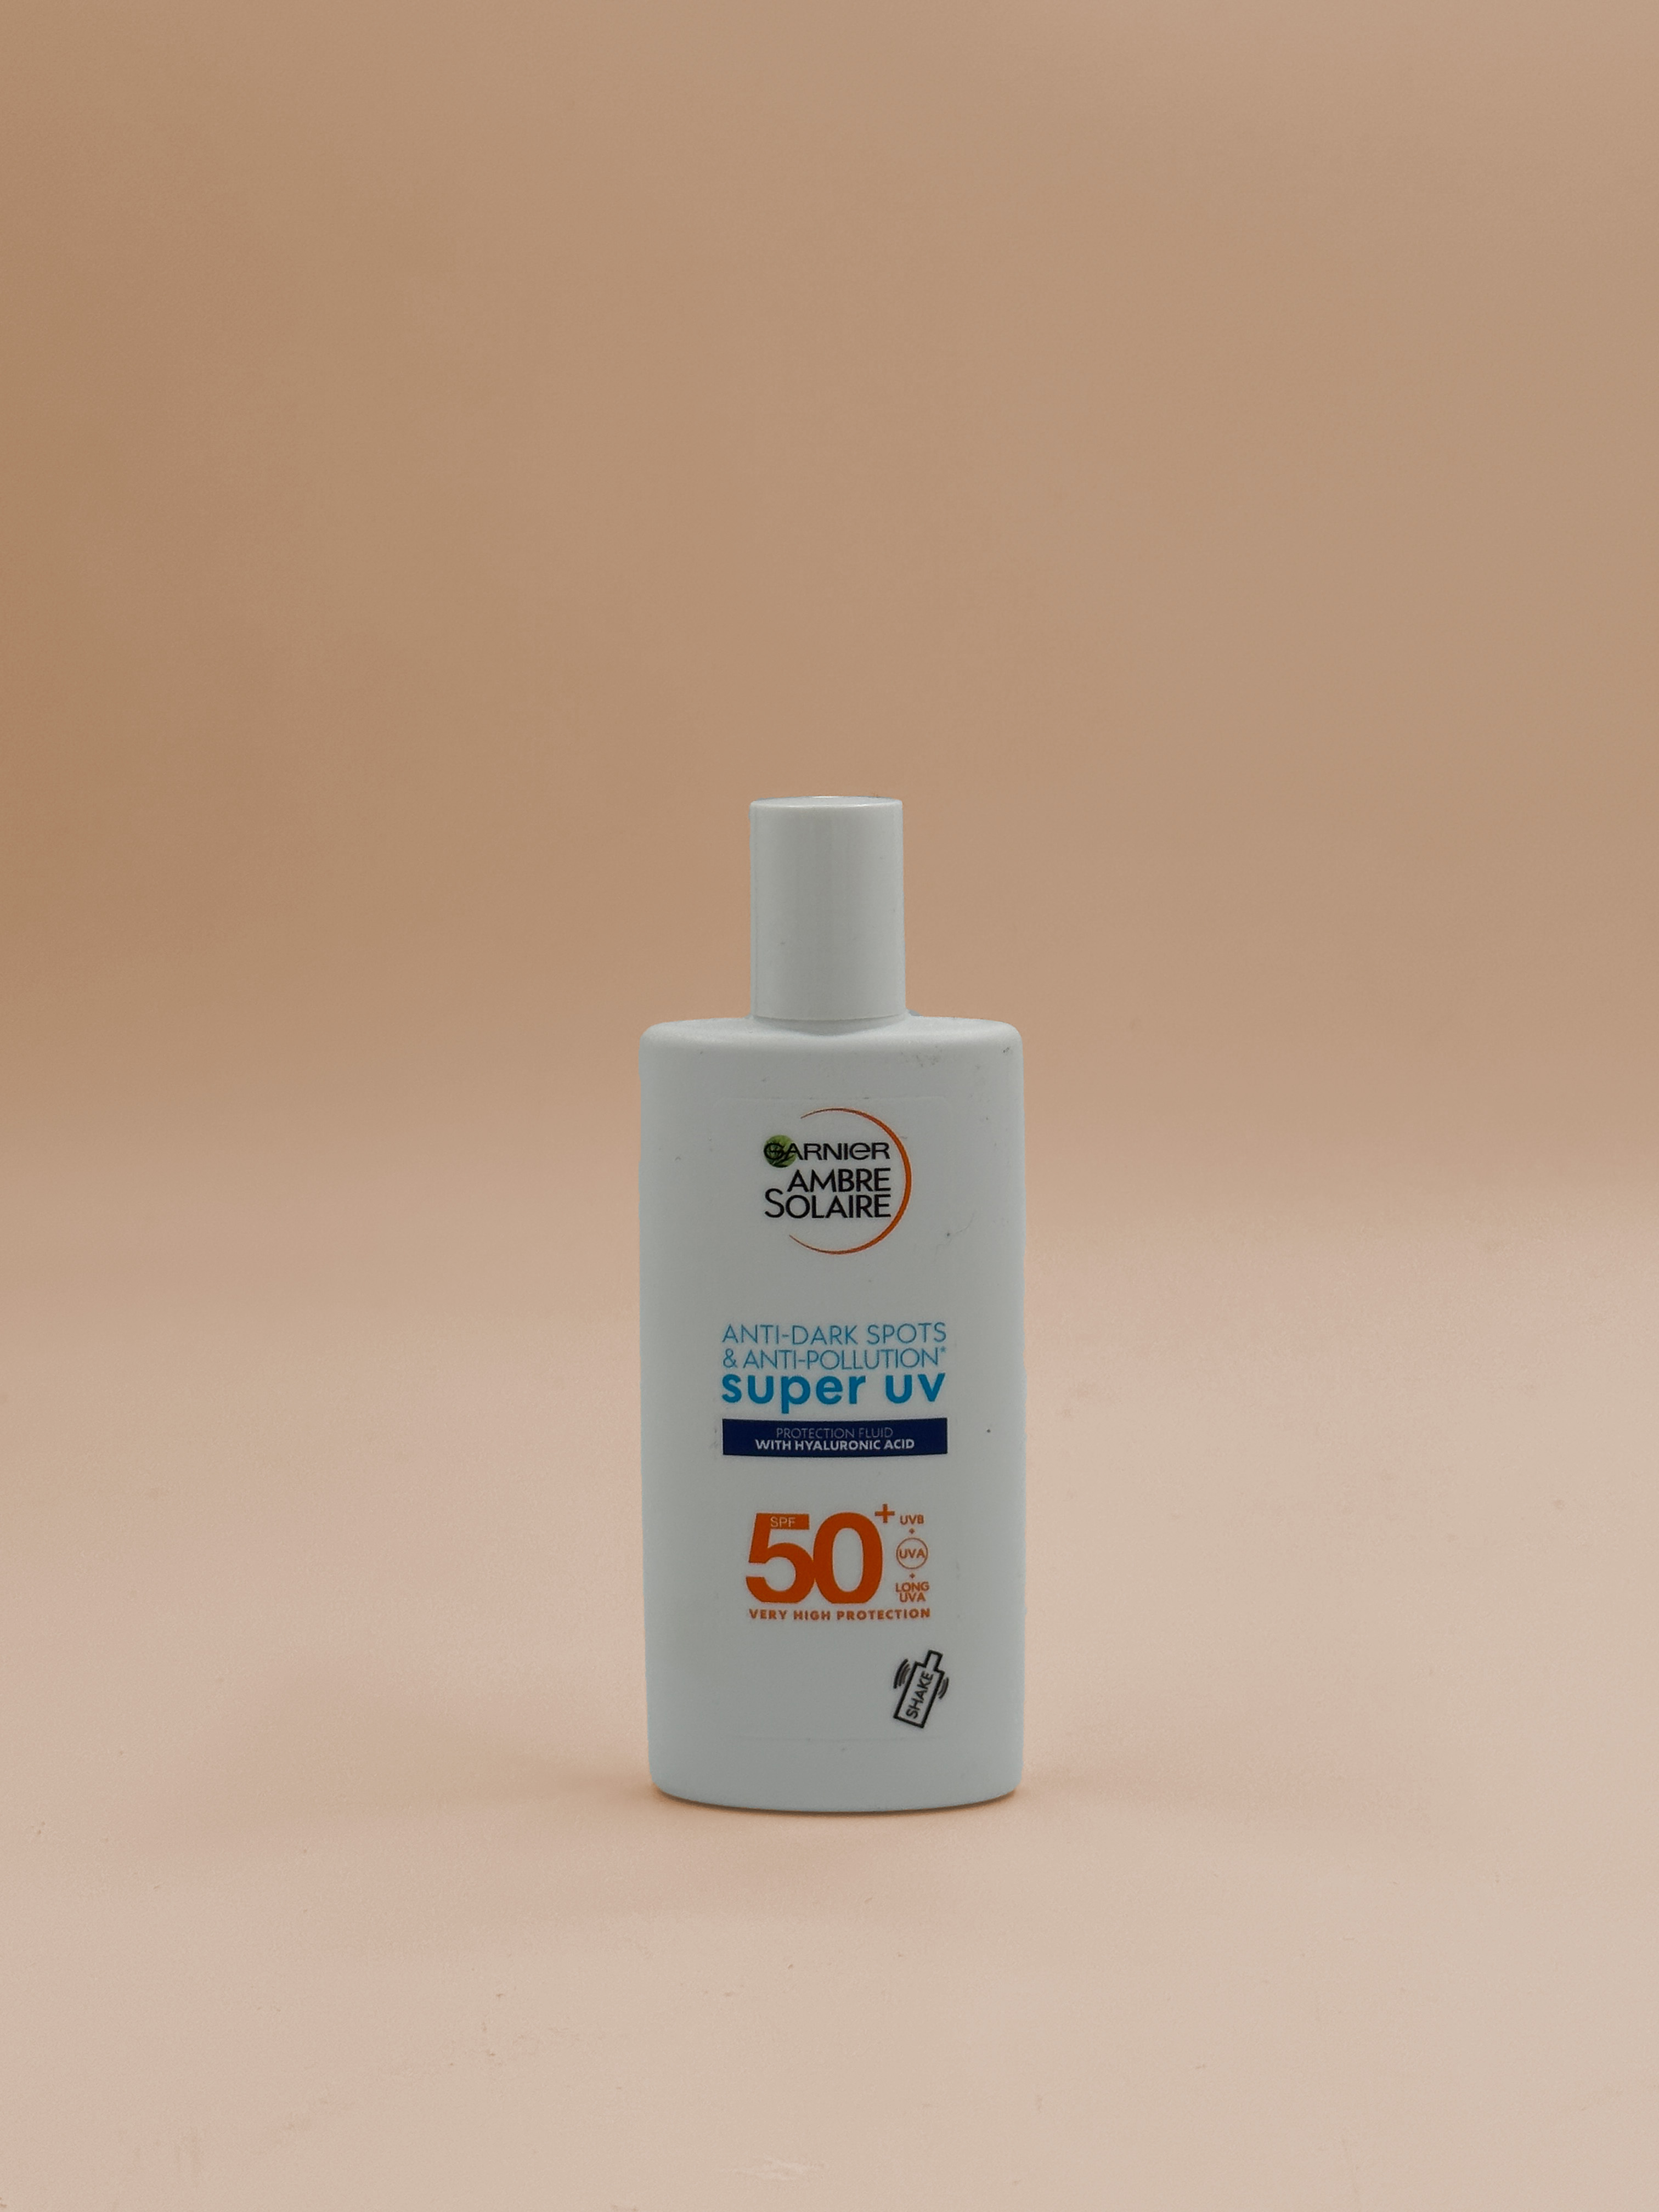 GARNIER
AMBRE
SOLAIRE
ANTI-DARK SPOTS
& ANTI-POLLUTION*
super uv
PROTECTION FLUID
WITH HYALURONIC ACID
SPF
50+
UVB
+
UVA
+
LONG
UVA
VERY HIGH PROTECTION
SHAKE